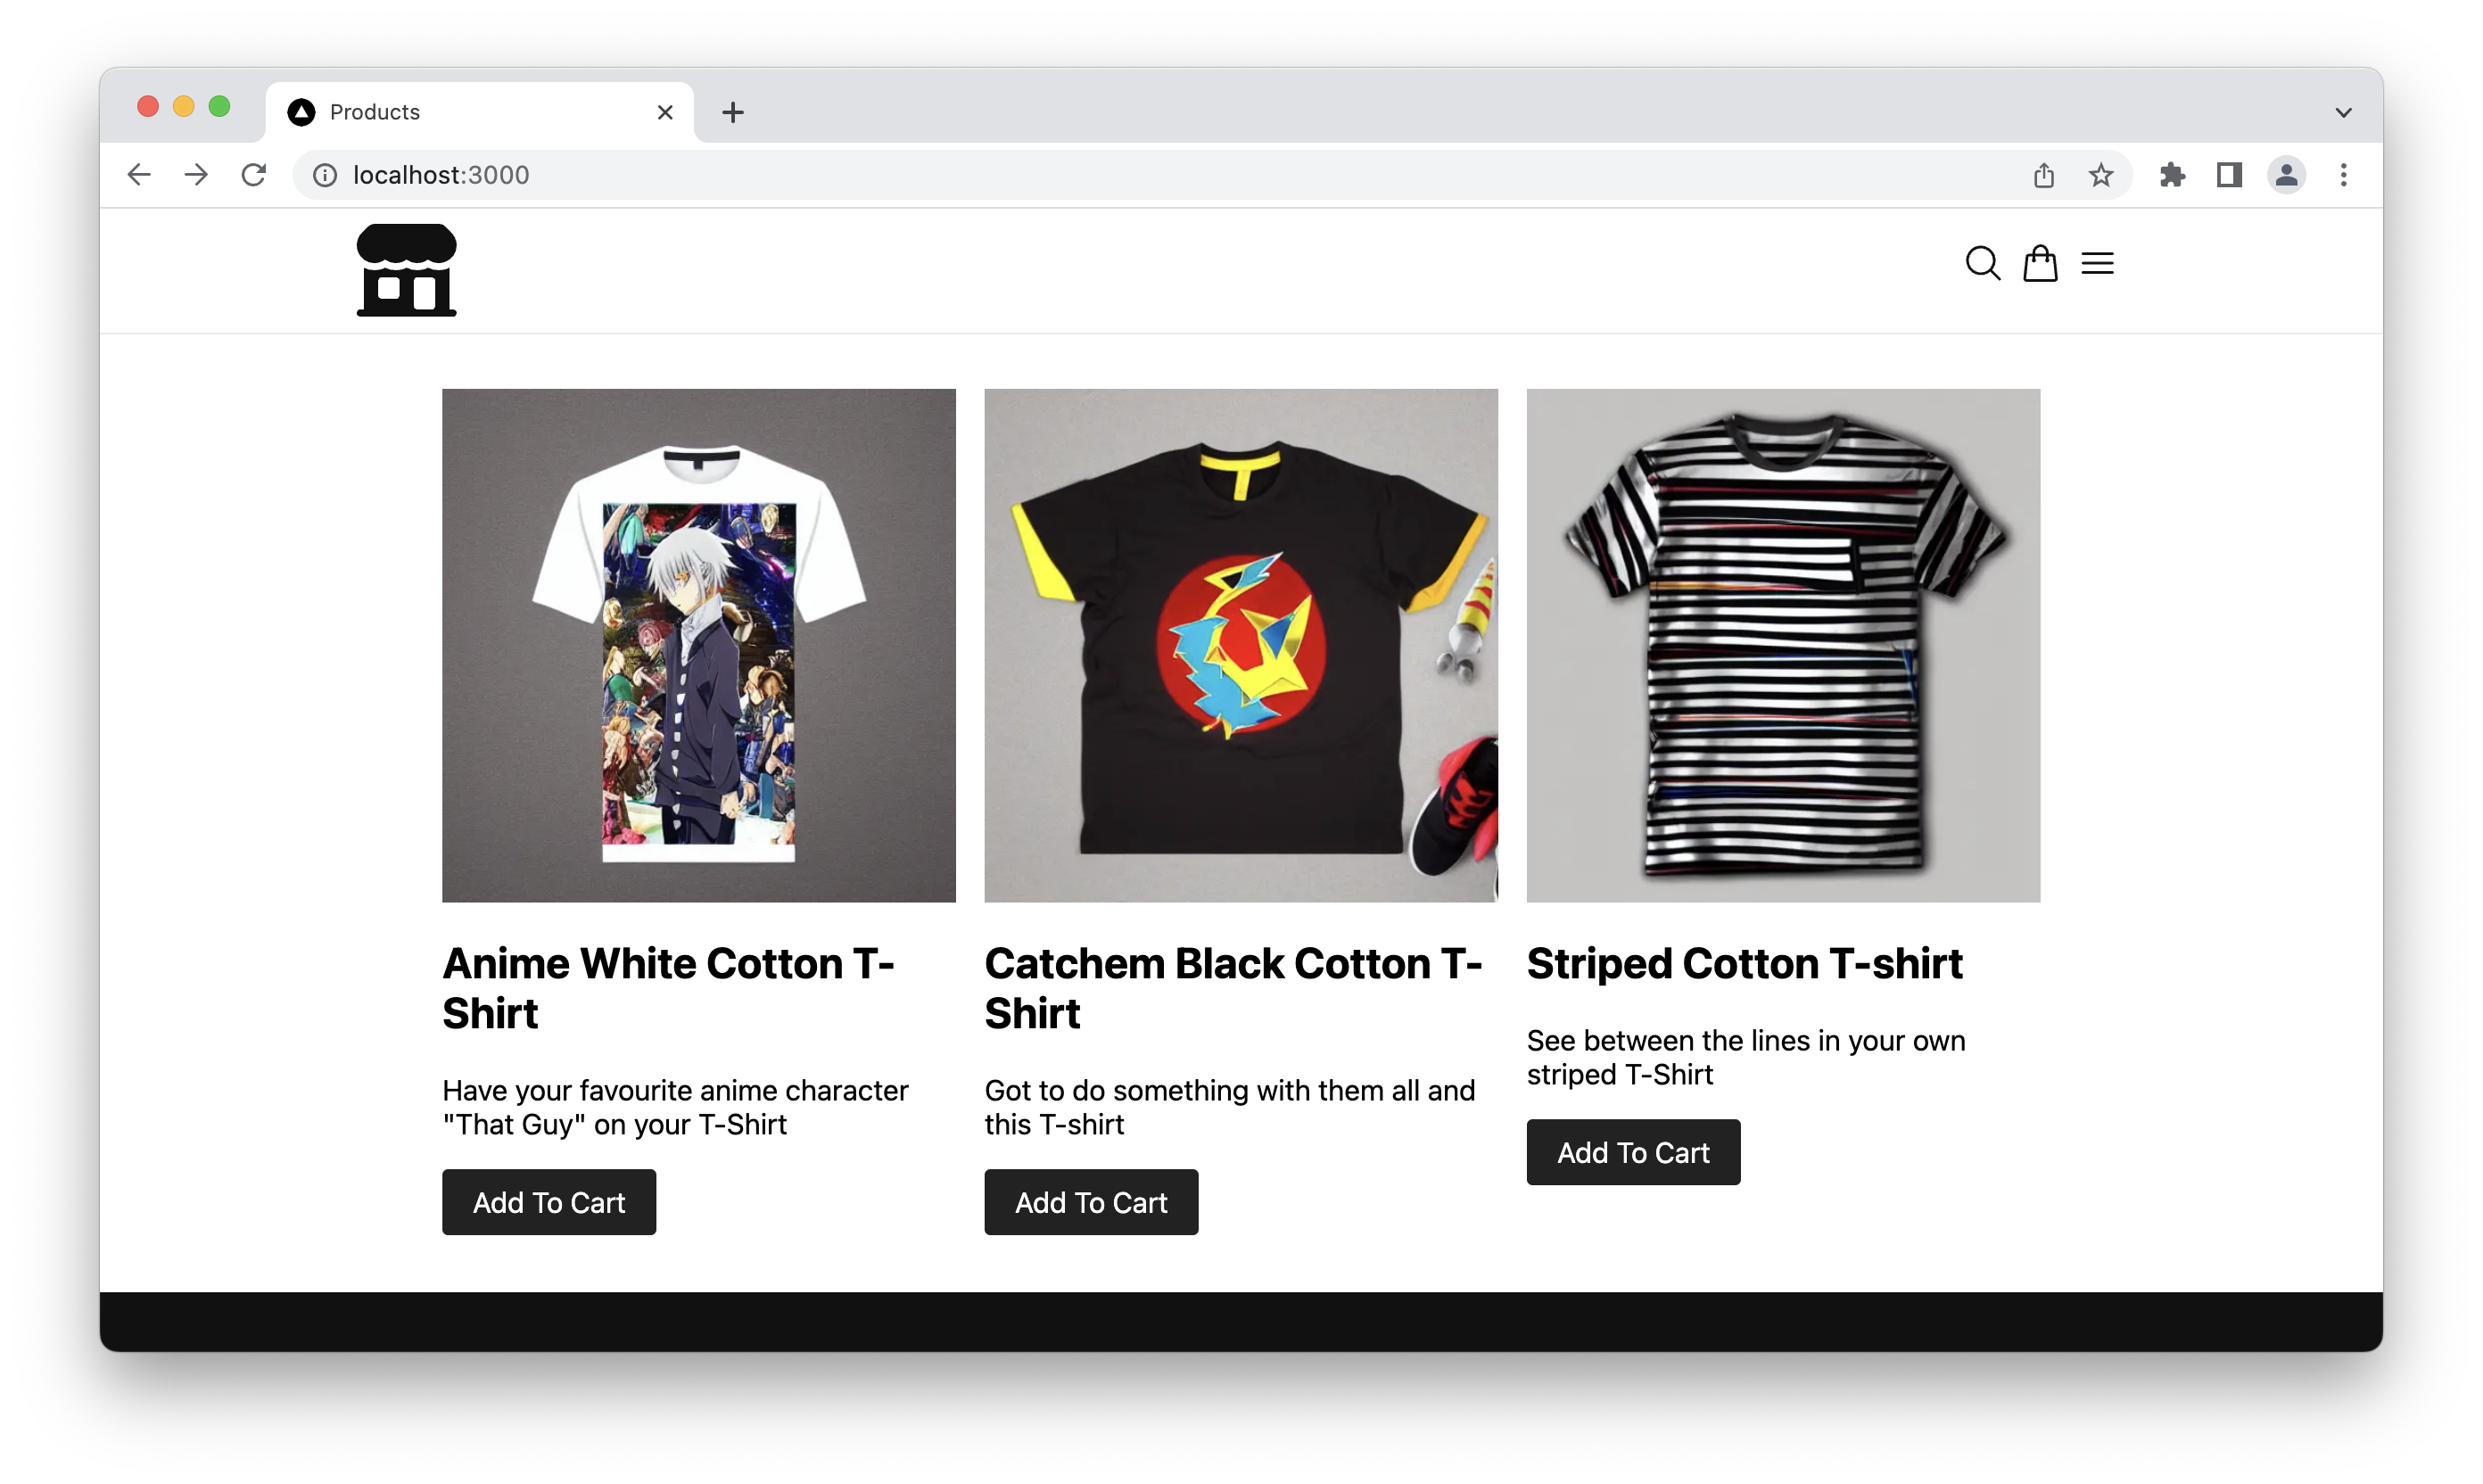 Products
localhost:3000
Anime White Cotton T-
Shirt
Have your favourite anime character
"That Guy" on your T-Shirt
Add To Cart
Catchem Black Cotton T-
Shirt
Got to do something with them all and
this T-shirt
Add To Cart
Striped Cotton T-shirt
See between the lines in your own
striped T-Shirt
Add To Cart